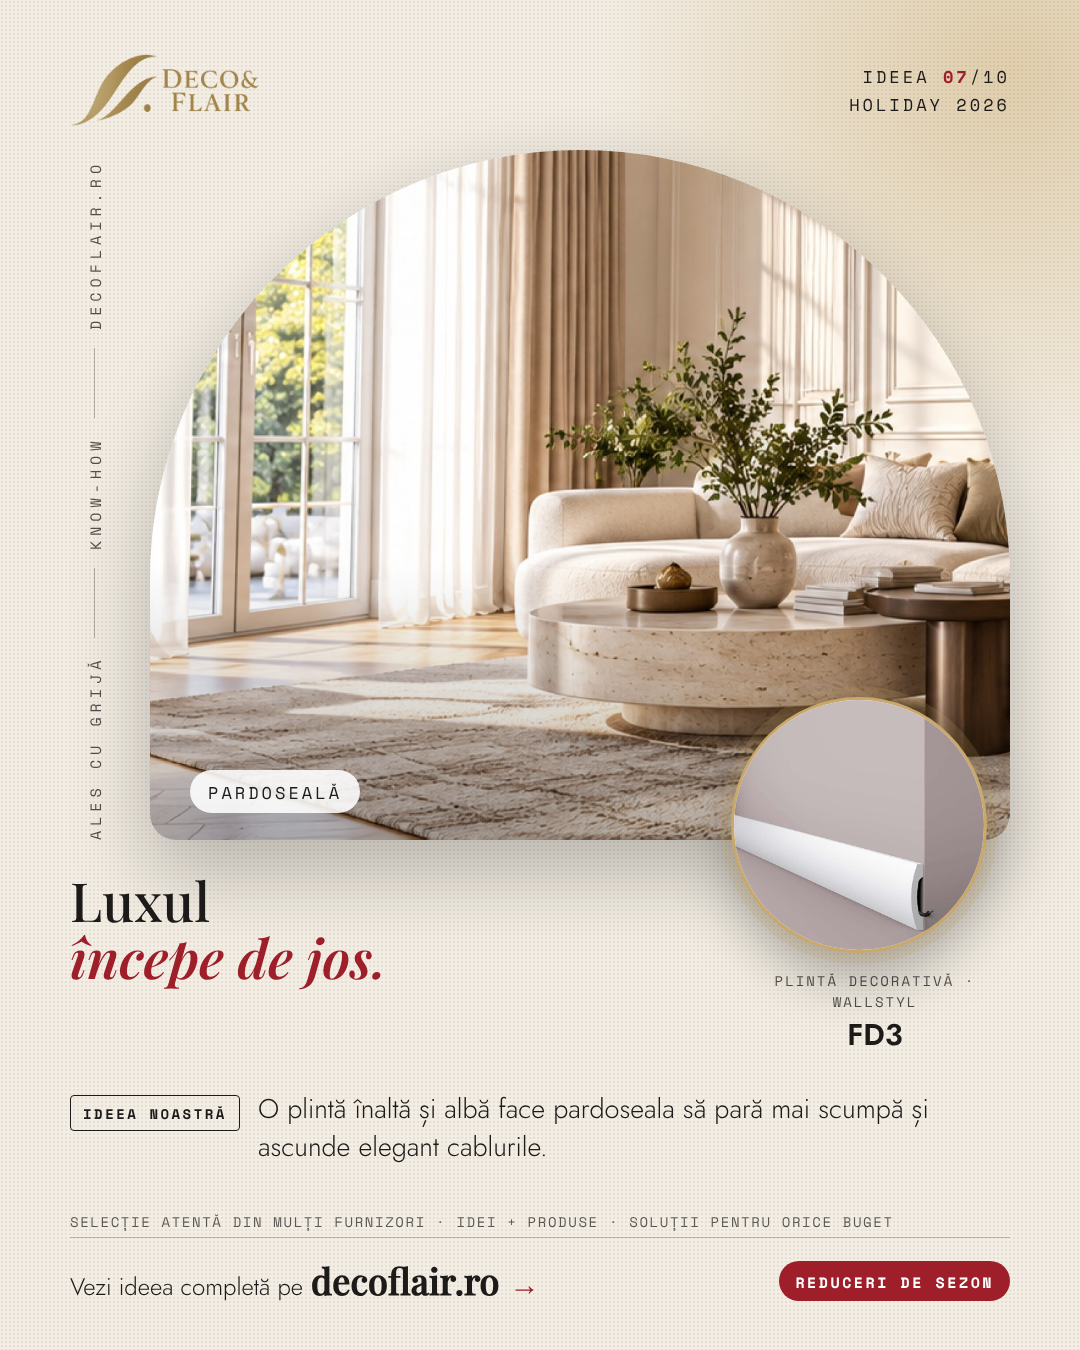 DECO&
FLAIR
IDEEA 07/10
HOLIDAY 2026
ALES CU GRIJĂ — KNOW-HOW — DECOFLAIR.RO
PARDOSEALĂ
Luxul
începe de jos.
PLINTĂ DECORATIVĂ ·
WALLSTYL
FD3
IDEEA NOASTRĂ
O plintă înaltă și albă face pardoseala să pară mai scumpă și
ascunde elegant cablurile.
SELECȚIE ATENTĂ DIN MULȚI FURNIZORI · IDEI + PRODUSE · SOLUȚII PENTRU ORICE BUGET
Vezi ideea completă pe decoflair.ro →
REDUCERI DE SEZON